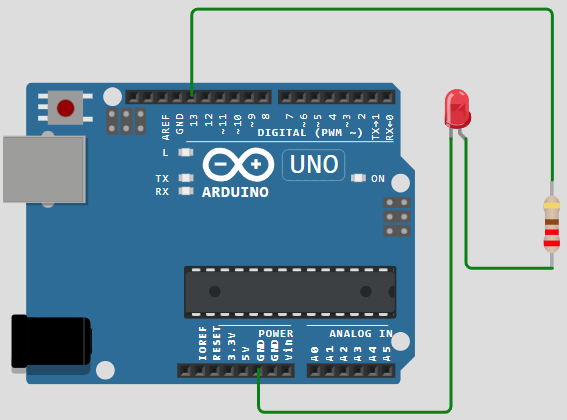 AREF
GND
13
12
~11
~10
~9
8
7
~6
~5
4
~3
2
TX→1
RX←0
DIGITAL (PWM ~)
L
TX
RX
UNO
ON
ARDUINO
POWER
ANALOG IN
IOREF
RESET
3.3V
5V
GND
GND
Vin
A0
A1
A2
A3
A4
A5